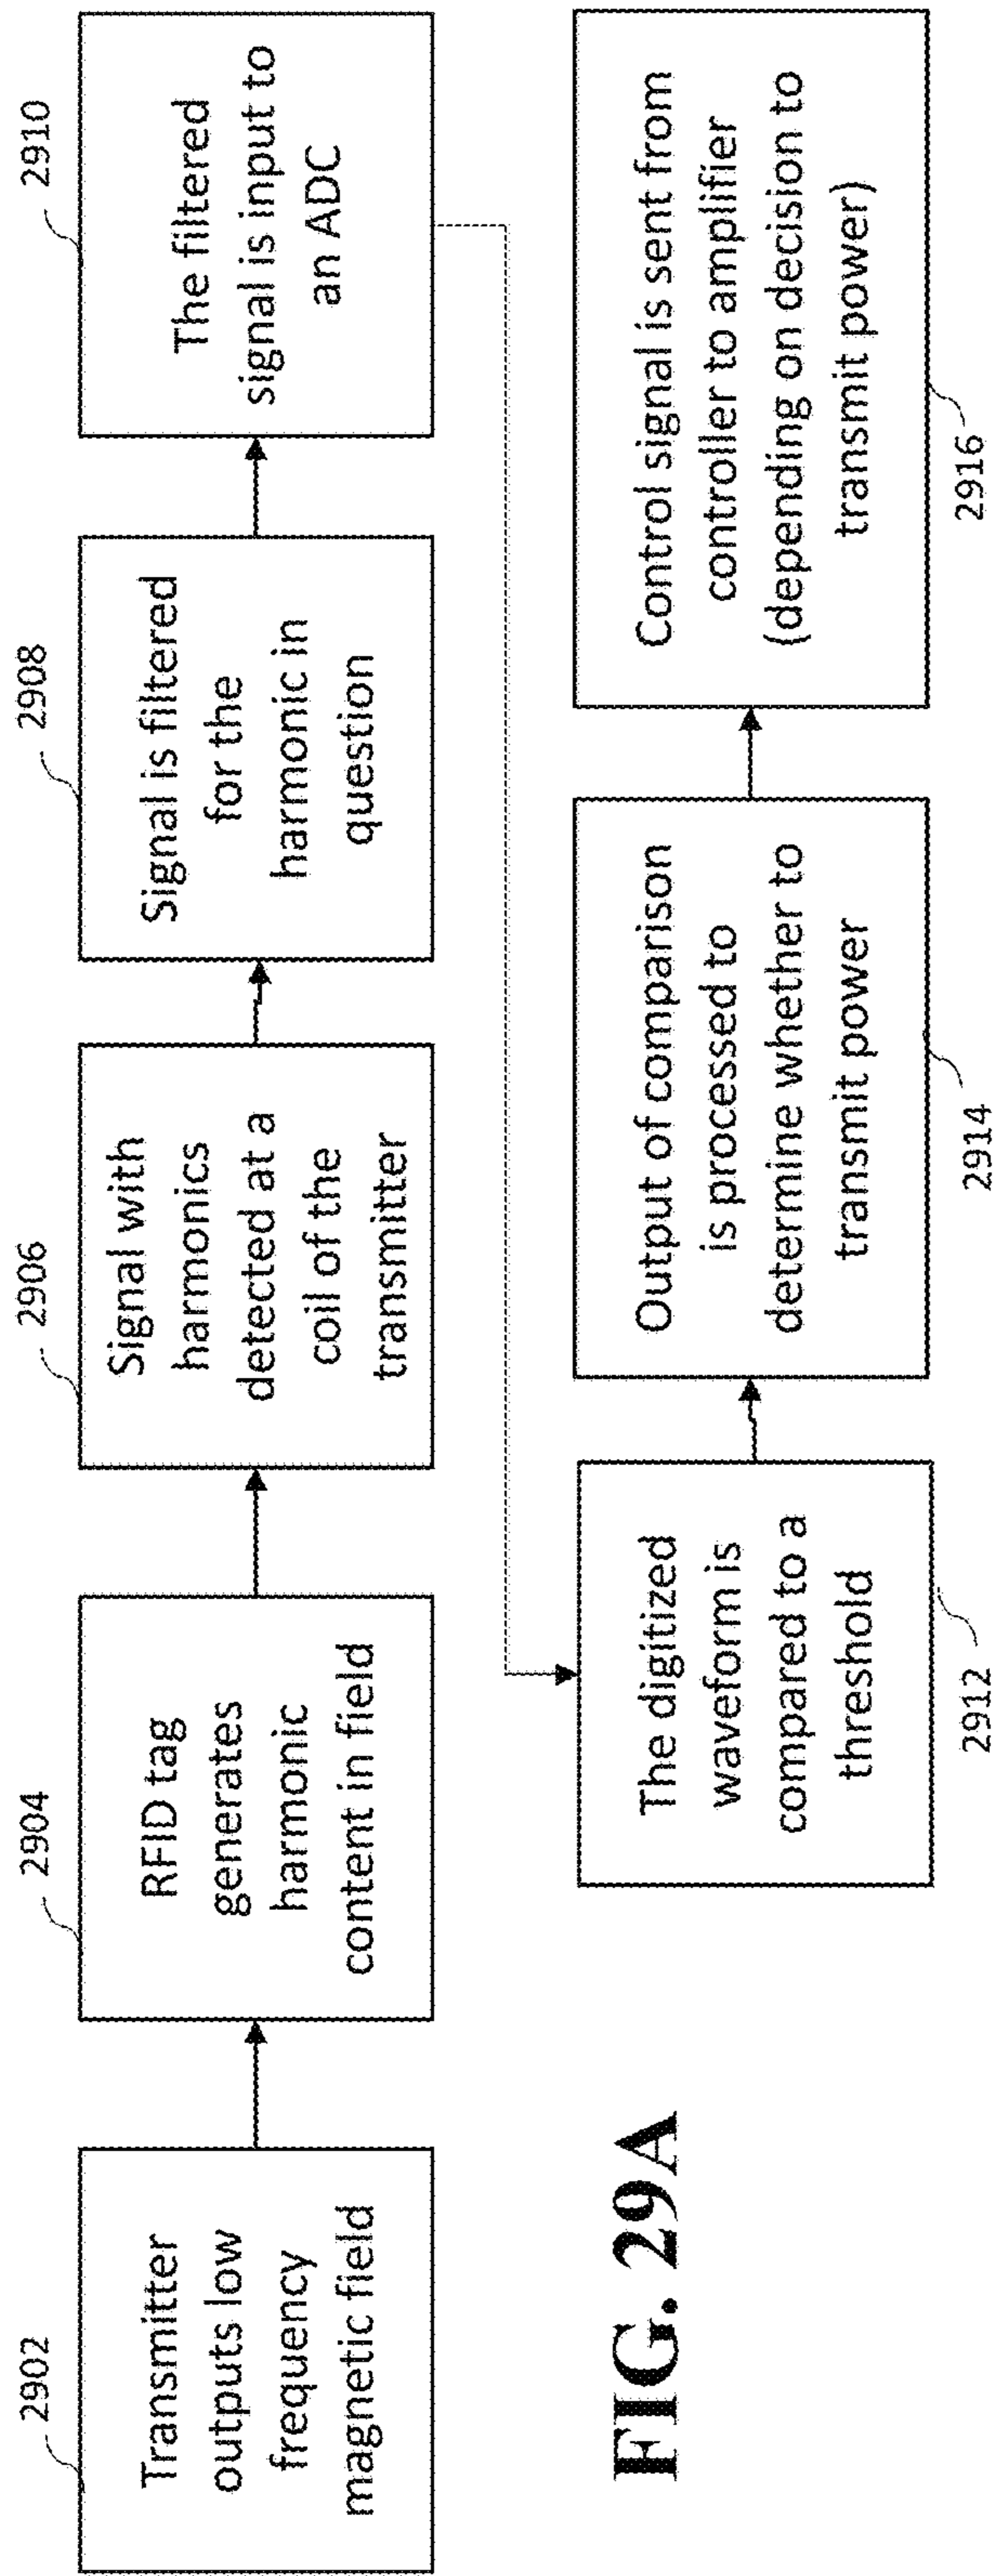 2902
Transmitter
outputs low
frequency
magnetic field
2904
RFID tag
generates
harmonic
content in field
2906
Signal with
harmonics
detected at a
coil of the
transmitter
2908
Signal is filtered
for the
harmonic in
question
2910
The filtered
signal is input to
an ADC
The digitized
waveform is
compared to a
threshold
2912
Output of comparison
is processed to
determine whether to
transmit power
2914
Control signal is sent from
controller to amplifier
(depending on decision to
transmit power)
2916
FIG. 29A